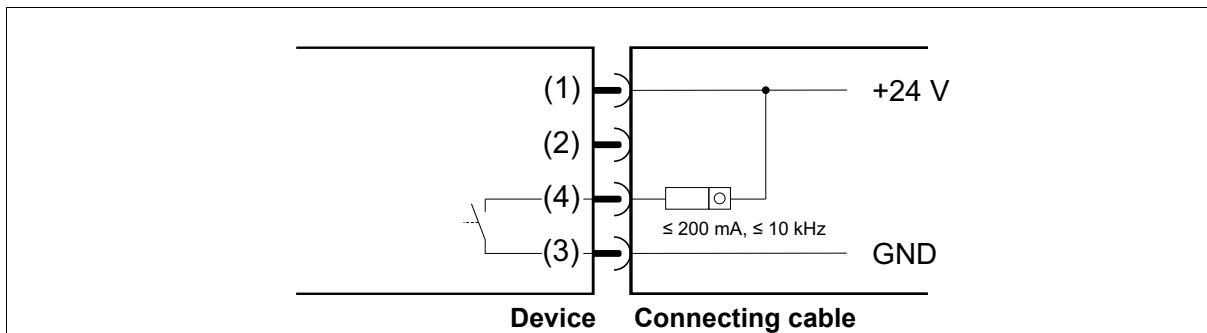 (1)
+24 V
(2)
(4)
≤ 200 mA, ≤ 10 kHz
(3)
GND
Device
Connecting cable